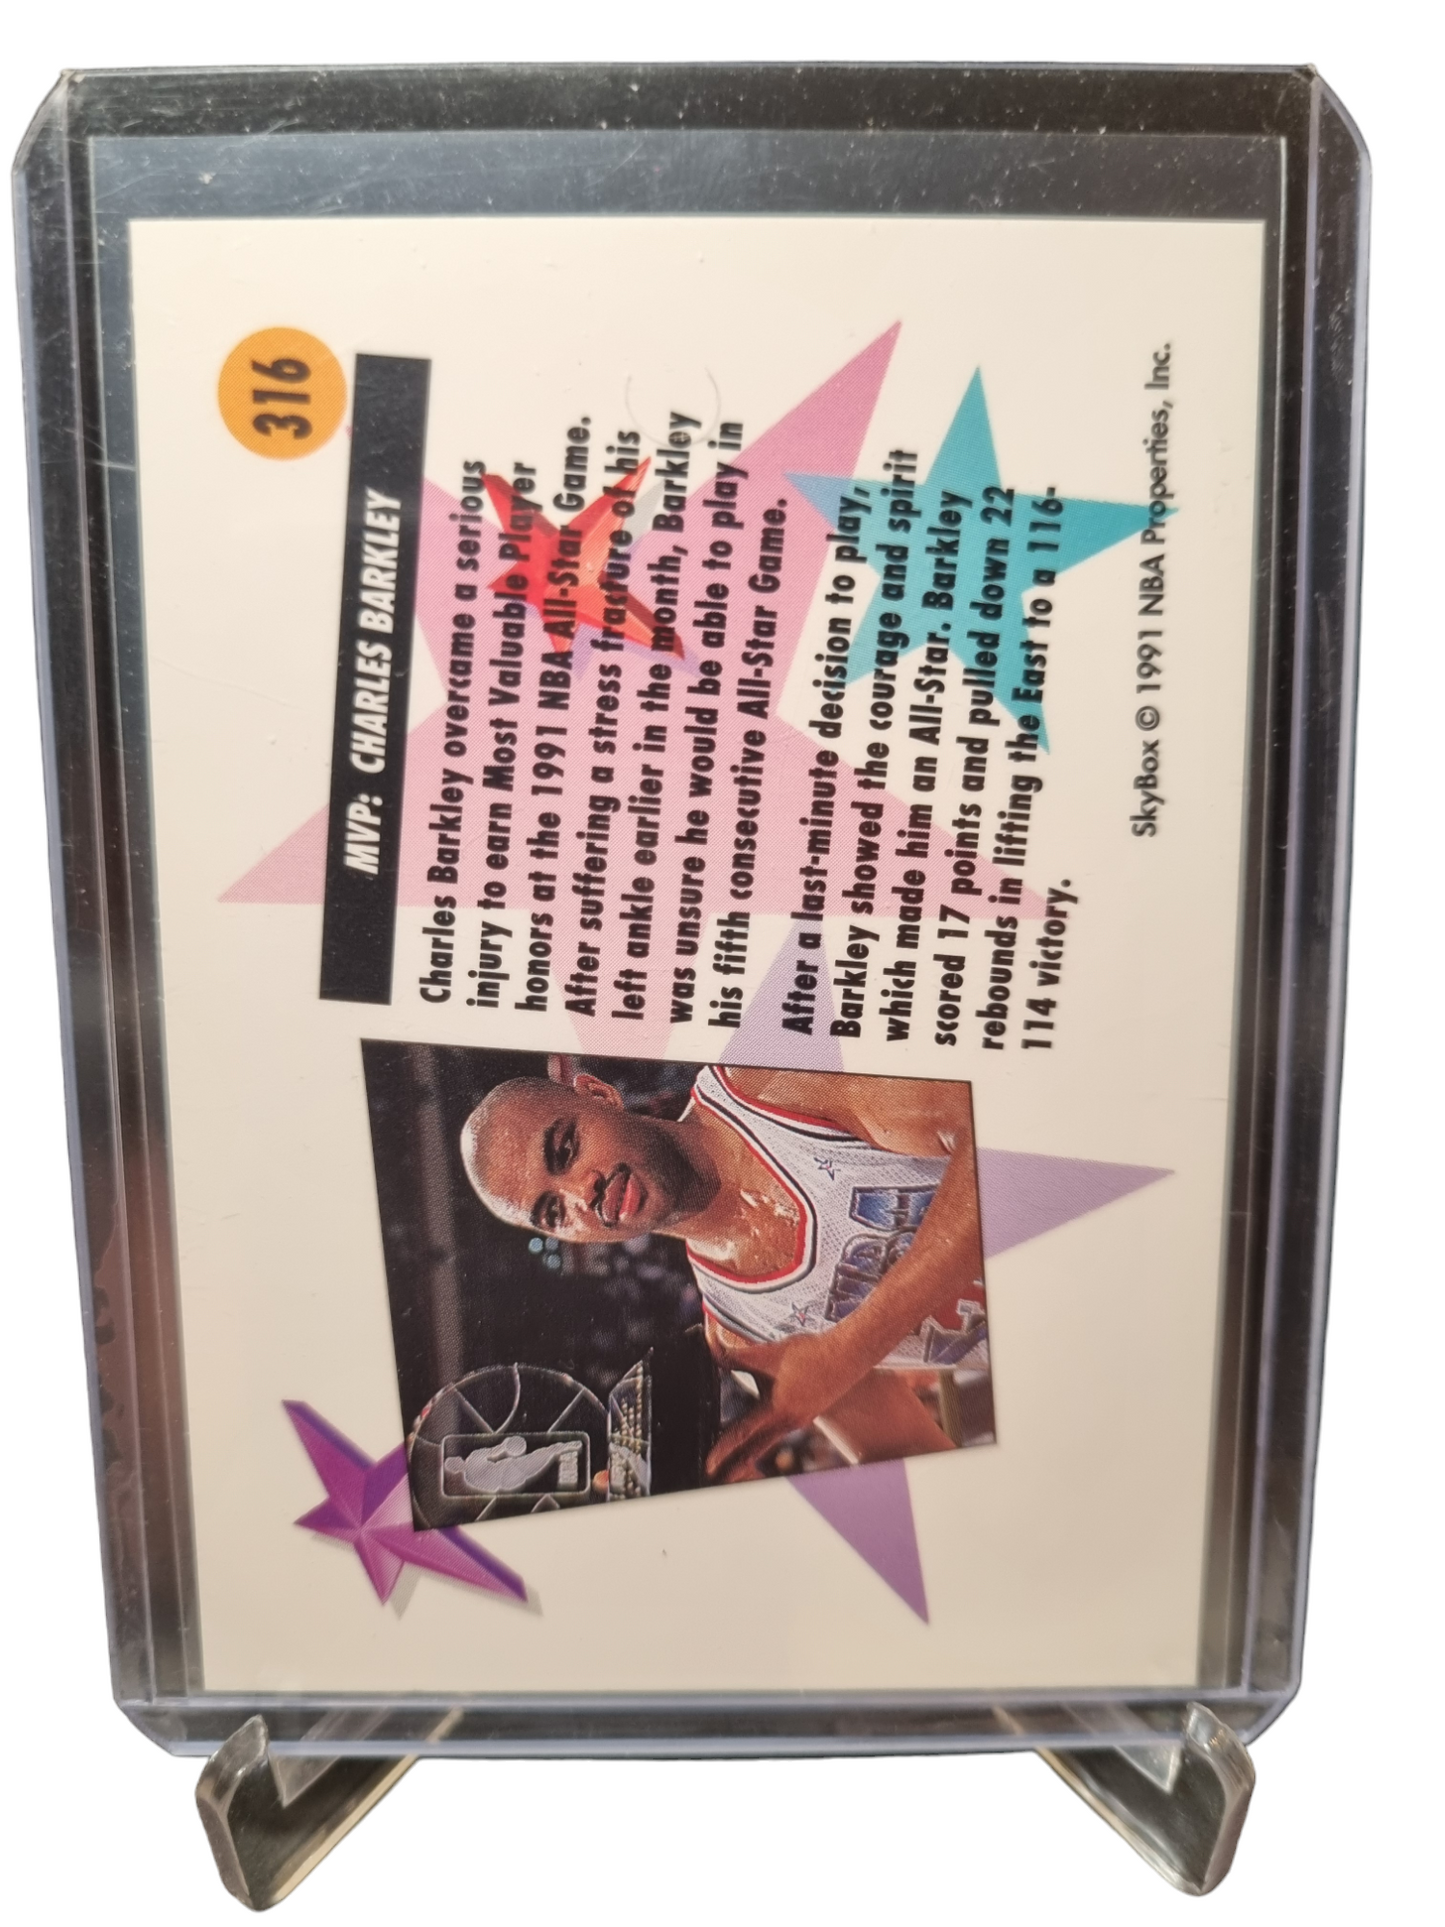 316
MVP: CHARLES BARKLEY
Charles Barkley overcame a serious
injury to earn Most Valuable Player
honors at the 1991 NBA All-Star Game.
After suffering a stress fracture of his
left ankle earlier in the month, Barkley
was unsure he would be able to play in
his fifth consecutive All-Star Game.
After a last-minute decision to play,
Barkley showed the courage and spirit
which made him an All-Star. Barkley
scored 17 points and pulled down 22
rebounds in lifting the East to a 116-
114 victory.
SkyBox © 1991 NBA Properties, Inc.
NBA